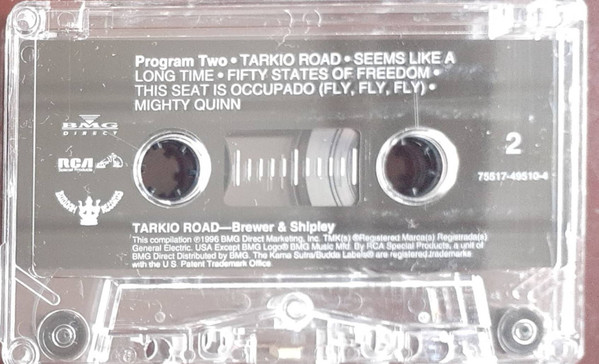 Program Two • TARKIO ROAD • SEEMS LIKE A
LONG TIME • FIFTY STATES OF FREEDOM •
THIS SEAT IS OCCUPADO (FLY, FLY, FLY) •
MIGHTY QUINN
BMG
DIRECT
RCA
Special Products
2
75517-49510-4
TARKIO ROAD—Brewer & Shipley
This compilation ©1996 BMG Direct Marketing, Inc. TMK(s) ®Registered Marca(s) Registrada(s)
General Electric. USA Except BMG Logo® BMG Music Mfd. By RCA Special Products, a unit of
BMG Direct Distributed by BMG. The Kama Sutra/Budda Labels® are registered trademarks
with the U.S. Patent Trademark Office